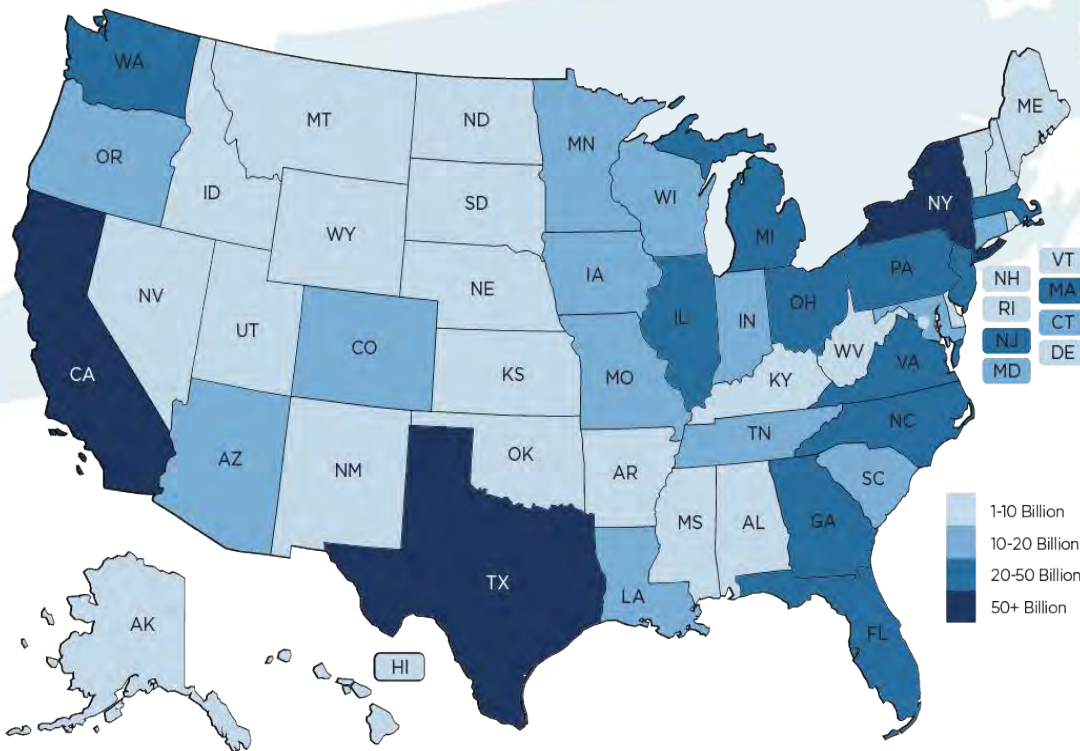 WA
MT
ND
MN
ME
OR
ID
SD
WI
NY
WY
MI
IA
PA
NE
NV
OH
UT
IL
IN
CO
WV
VA
CA
KS
MO
KY
NC
TN
AZ
OK
NM
AR
SC
MS
AL
GA
TX
LA
FL
AK
HI
VT
NH
MA
RI
CT
NJ
DE
MD
1-10 Billion
10-20 Billion
20-50 Billion
50+ Billion